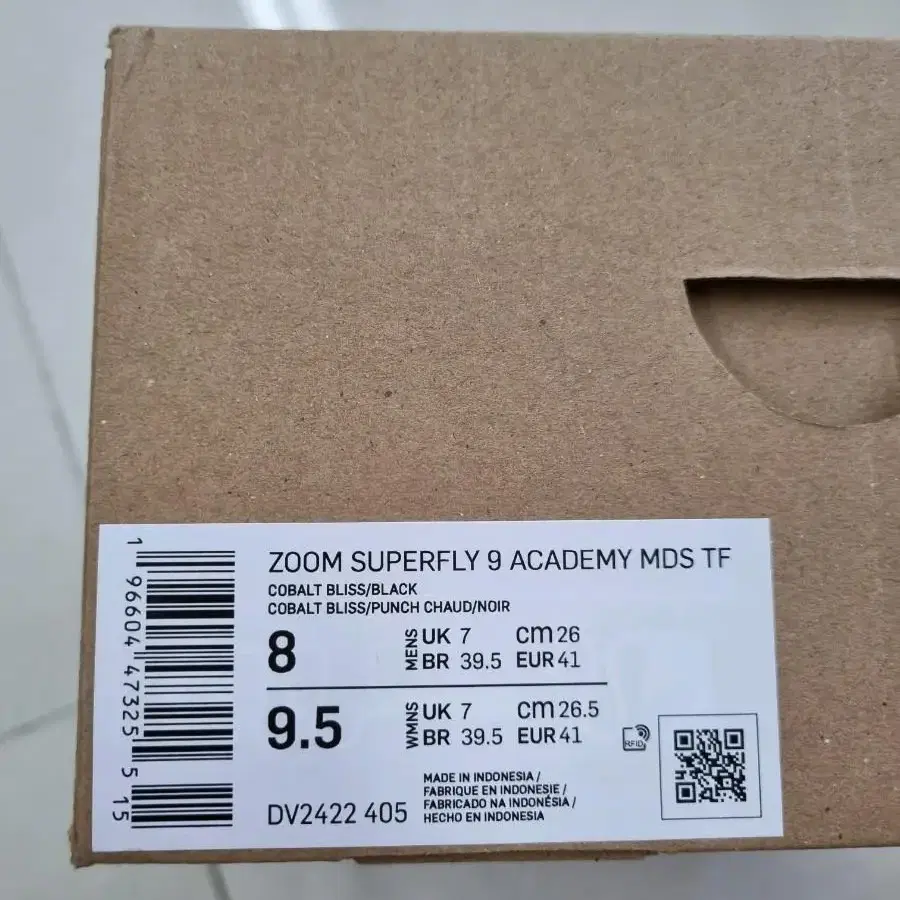 ZOOM SUPERFLY 9 ACADEMY MDS TF
COBALT BLISS/BLACK
COBALT BLISS/PUNCH CHAUD/NOIR
8 MENS UK 7 cm 26
BR 39.5 EUR 41
9.5 WMNS UK 7 cm 26.5
BR 39.5 EUR 41
RFID
MADE IN INDONESIA /
FABRIQUE EN INDONESIE /
FABRICADO NA INDONÉSIA /
HECHO EN INDONESIA
DV2422 405
1 96604 47325 5 15